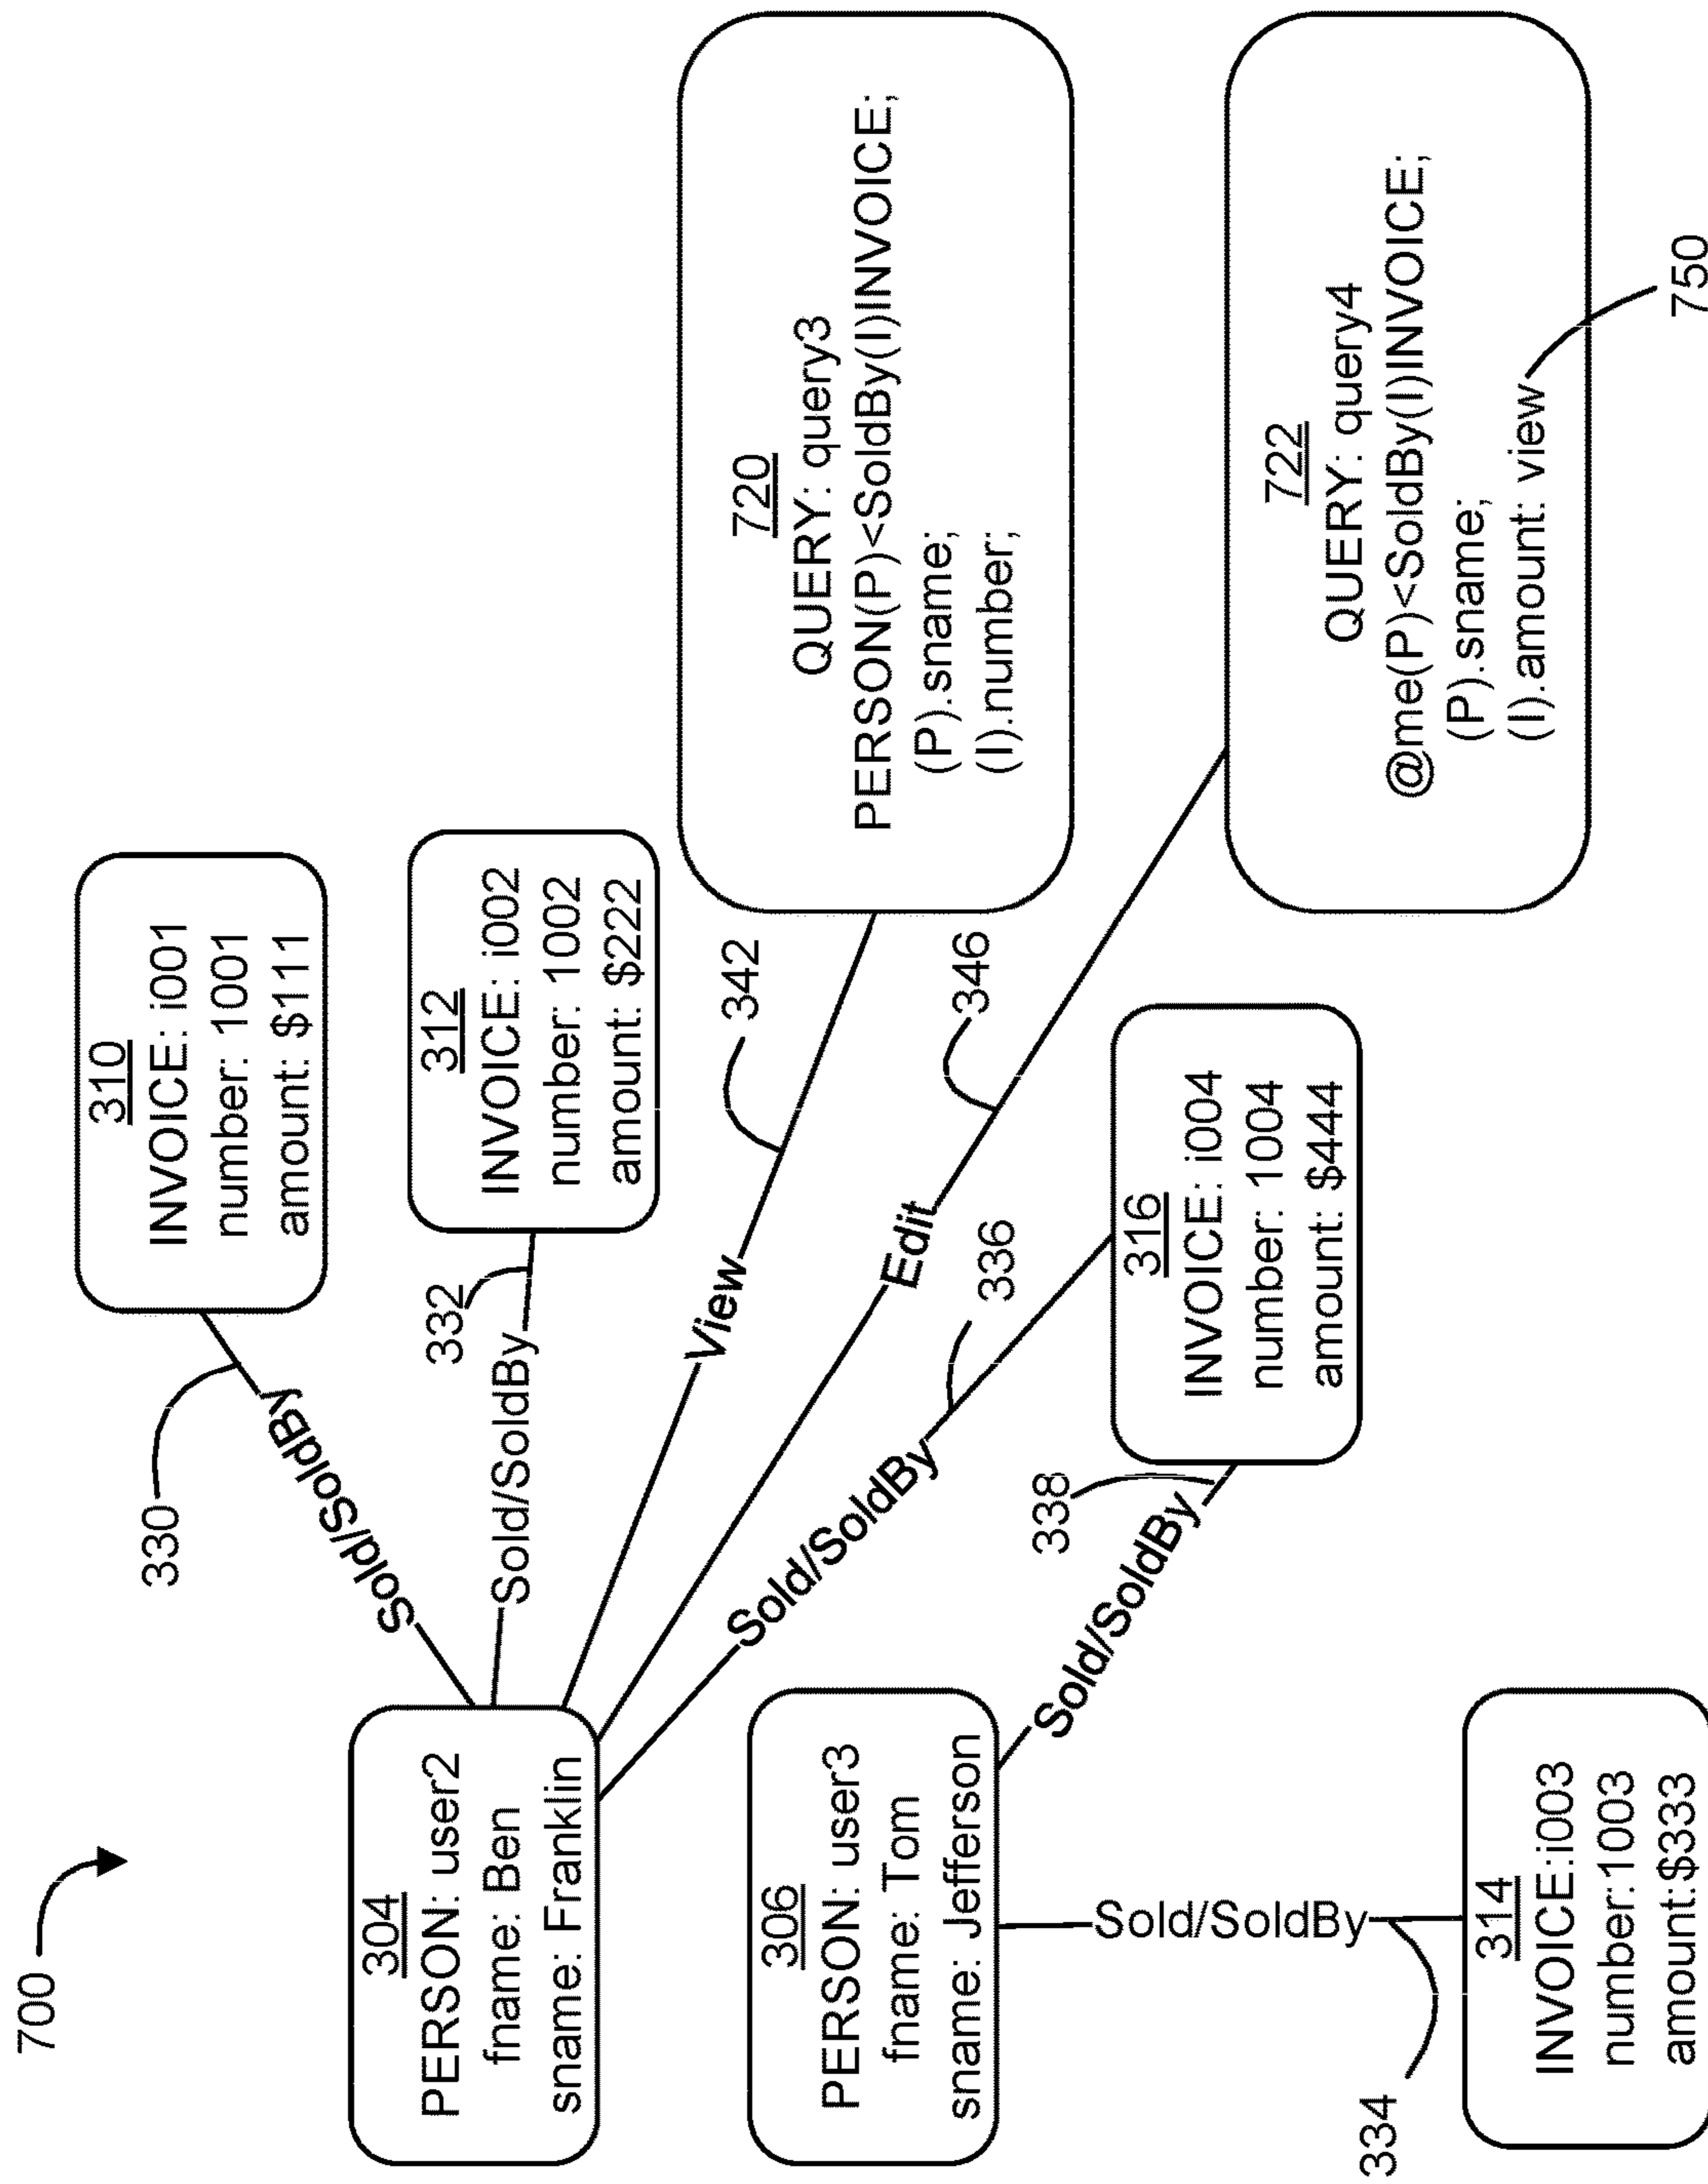 700
330
310
INVOICE: i001
number: 1001
amount: $111
Sold/SoldBy
304
PERSON: user2
fname: Ben
sname: Franklin
332
Sold/SoldBy
312
INVOICE: i002
number: 1002
amount: $222
View
342
720
QUERY: query3
PERSON(P)<SoldBy(I)INVOICE;
(P).sname;
(I).number;
Edit
346
Sold/SoldBy
336
306
PERSON: user3
fname: Tom
sname: Jefferson
338
Sold/SoldBy
316
INVOICE: i004
number: 1004
amount: $444
722
QUERY: query4
@me(P)<SoldBy(I)INVOICE;
(P).sname;
(I).amount: view
750
Sold/SoldBy
334
314
INVOICE:i003
number:1003
amount:$333